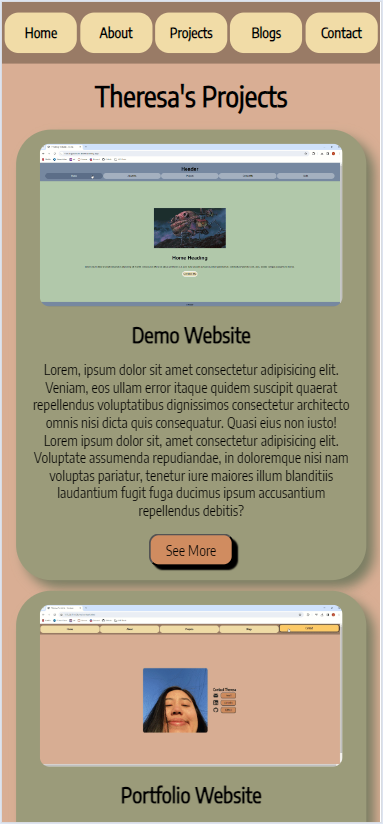 Home
About
Projects
Blogs
Contact
Theresa's Projects
Header
Home Heading
Demo Website
Lorem, ipsum dolor sit amet consectetur adipisicing elit.
Veniam, eos ullam error itaque quidem suscipit quaerat
repellendus voluptatibus dignissimos consectetur architecto
omnis nisi dicta quis consequatur. Quasi eius non iusto!
Lorem ipsum dolor sit, amet consectetur adipisicing elit.
Voluptate assumenda repudiandae, in doloremque nisi nam
voluptas pariatur, tenetur iure maiores illum blanditiis
laudantium fugit fuga ducimus ipsum accusantium
repellendus debitis?
See More
Contact Theresa
Portfolio Website